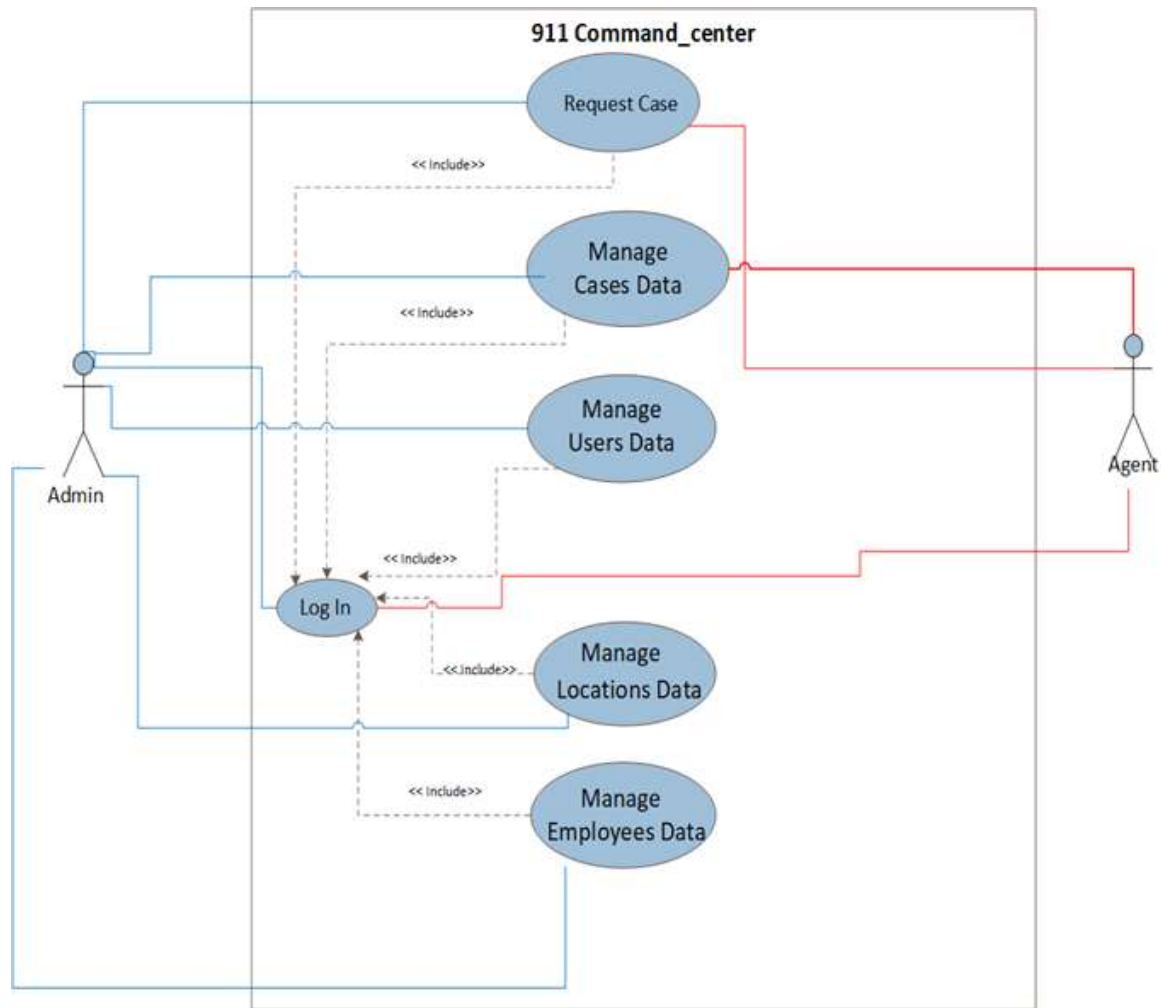 911 Command_center
Request Case
<< Include>>
Manage
Cases Data
<< Include>>
Manage
Users Data
Admin
Agent
<< Include>>
Log In
Manage
Locations Data
<< Include>>
Manage
Employees Data
<< Include>>